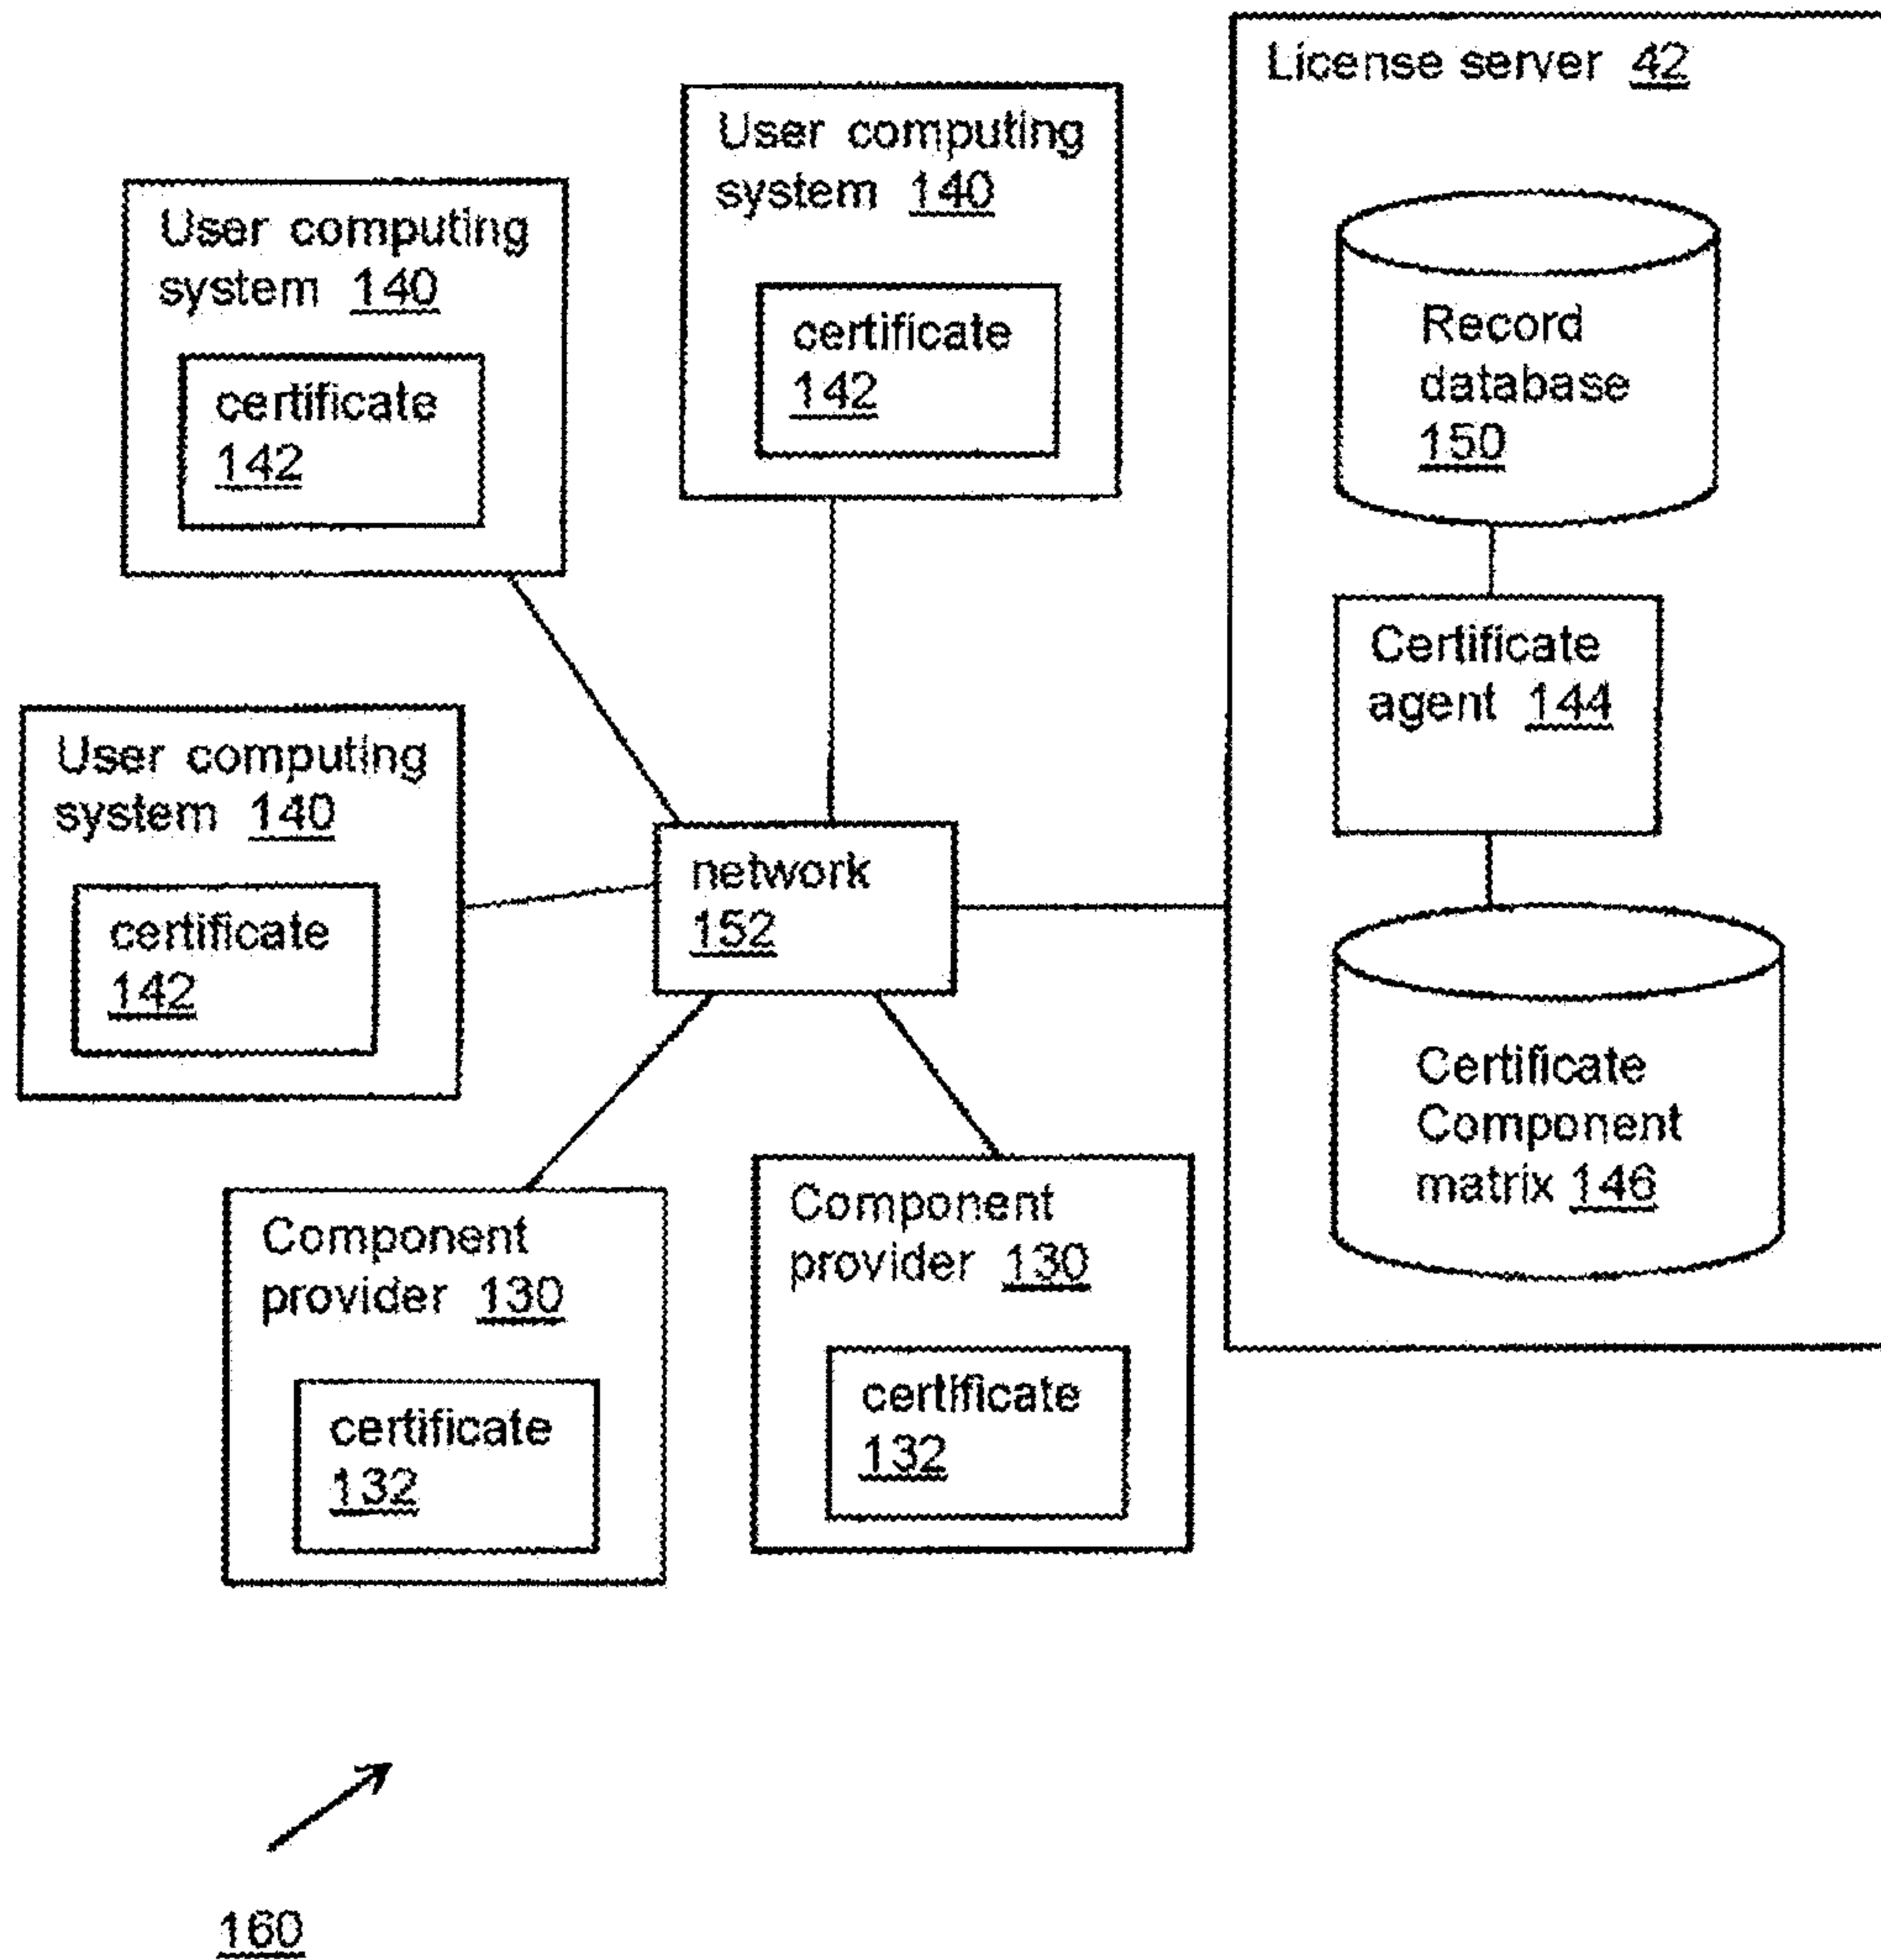 License server 42
User computing
system 140
certificate
142
User computing
system 140
certificate
142
Record
database
150
Certificate
agent 144
User computing
system 140
certificate
142
network
152
Certificate
Component
matrix 146
Component
provider 130
certificate
132
Component
provider 130
certificate
132
160